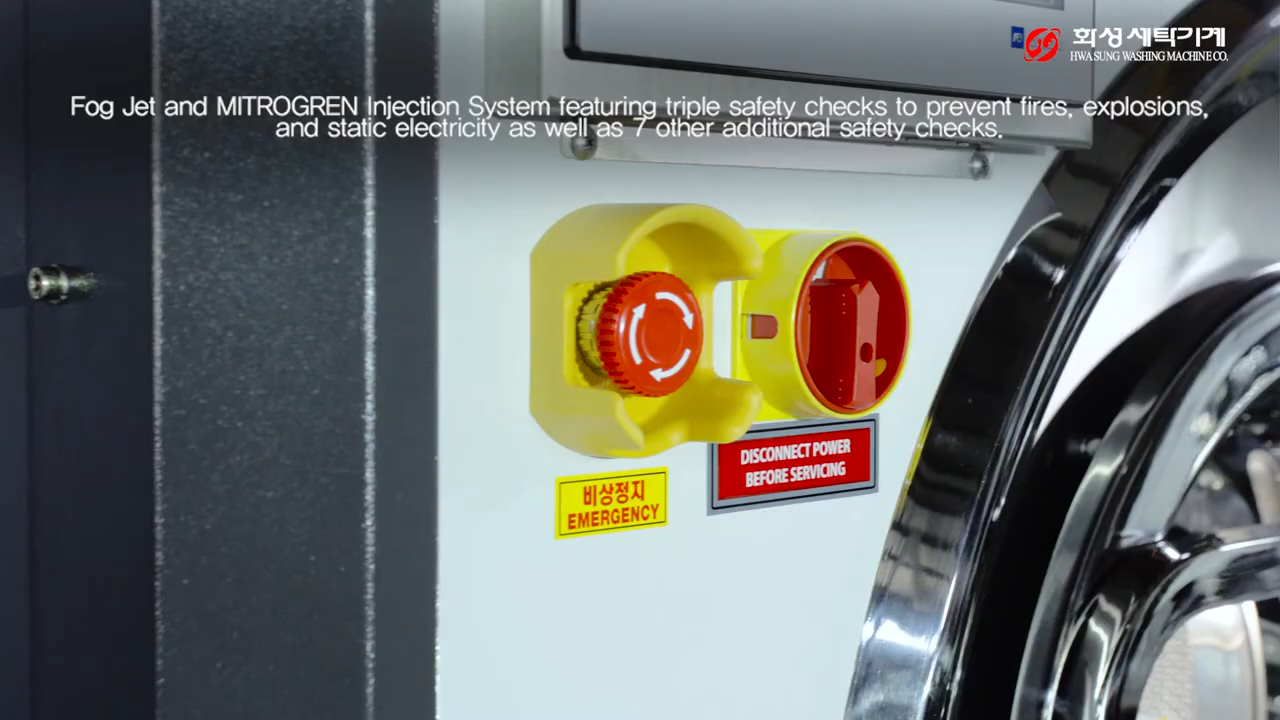 화성세탁기계
HWA SUNG WASHING MACHINE CO.
Fog Jet and MITROGREN Injection System featuring triple safety checks to prevent fires, explosions,
and static electricity as well as 7 other additional safety checks.
DISCONNECT POWER
BEFORE SERVICING
비상정지
EMERGENCY